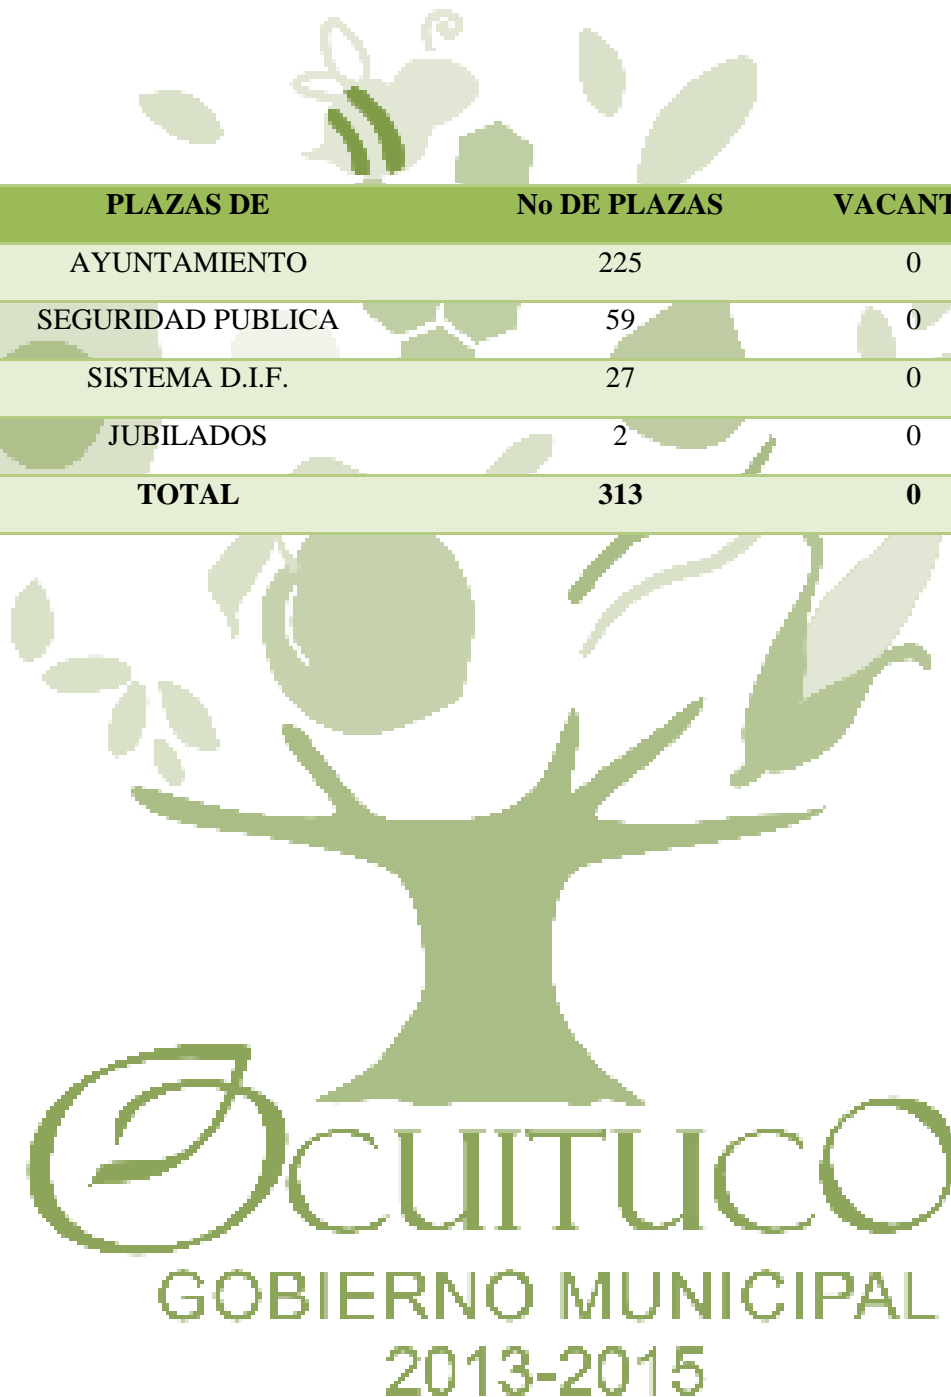 PLAZAS DE No DE PLAZAS VACANT
AYUNTAMIENTO 225 0
SEGURIDAD PUBLICA 59 0
SISTEMA D.I.F. 27 0
JUBILADOS 2 0
TOTAL 313 0
OCUITUCO
GOBIERNO MUNICIPAL
2013-2015